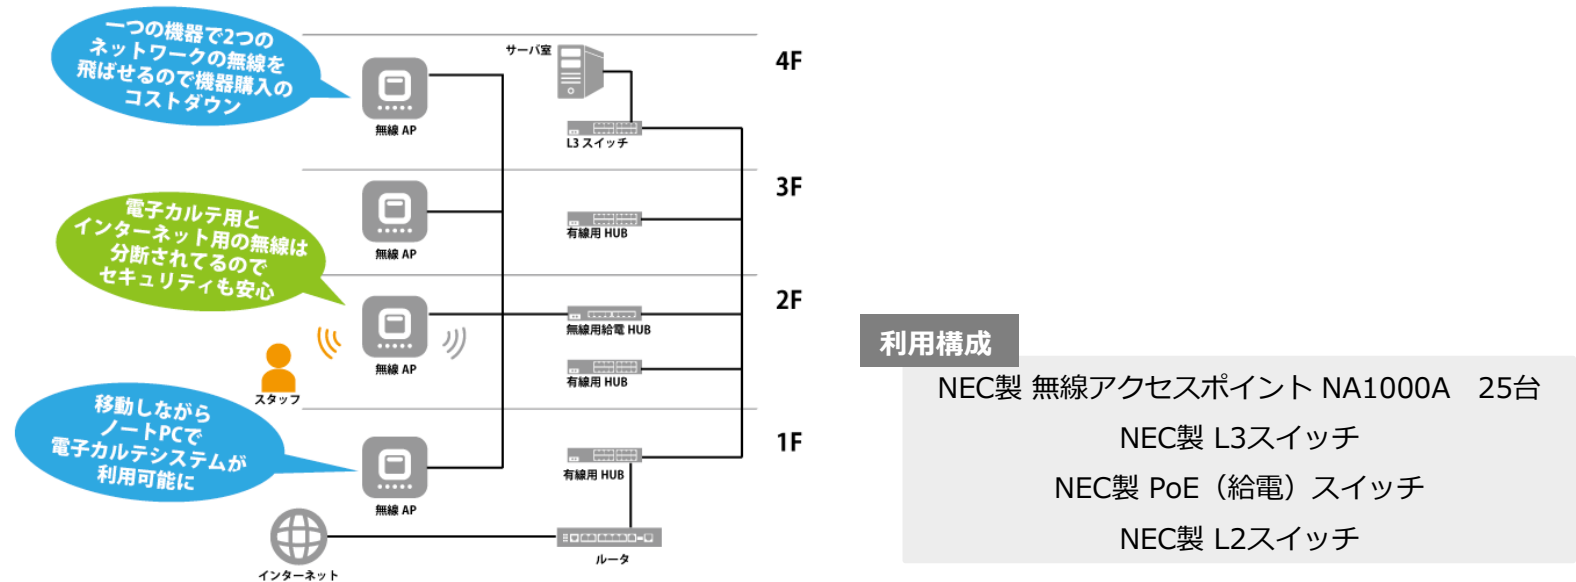 一つの機器で2つの
ネットワークの無線を
飛ばせるので機器購入の
コストダウン
サーバ室
4F
無線 AP
L3 スイッチ
3F
電子カルテ用と
インターネット用の無線は
分断されてるので
セキュリティも安心
有線用 HUB
無線 AP
2F
無線用給電 HUB
無線 AP
有線用 HUB
スタッフ
移動しながら
ノートPCで
電子カルテシステムが
利用可能に
1F
有線用 HUB
無線 AP
ルータ
インターネット
利用構成
NEC製 無線アクセスポイント NA1000A　25台
NEC製 L3スイッチ
NEC製 PoE（給電）スイッチ
NEC製 L2スイッチ